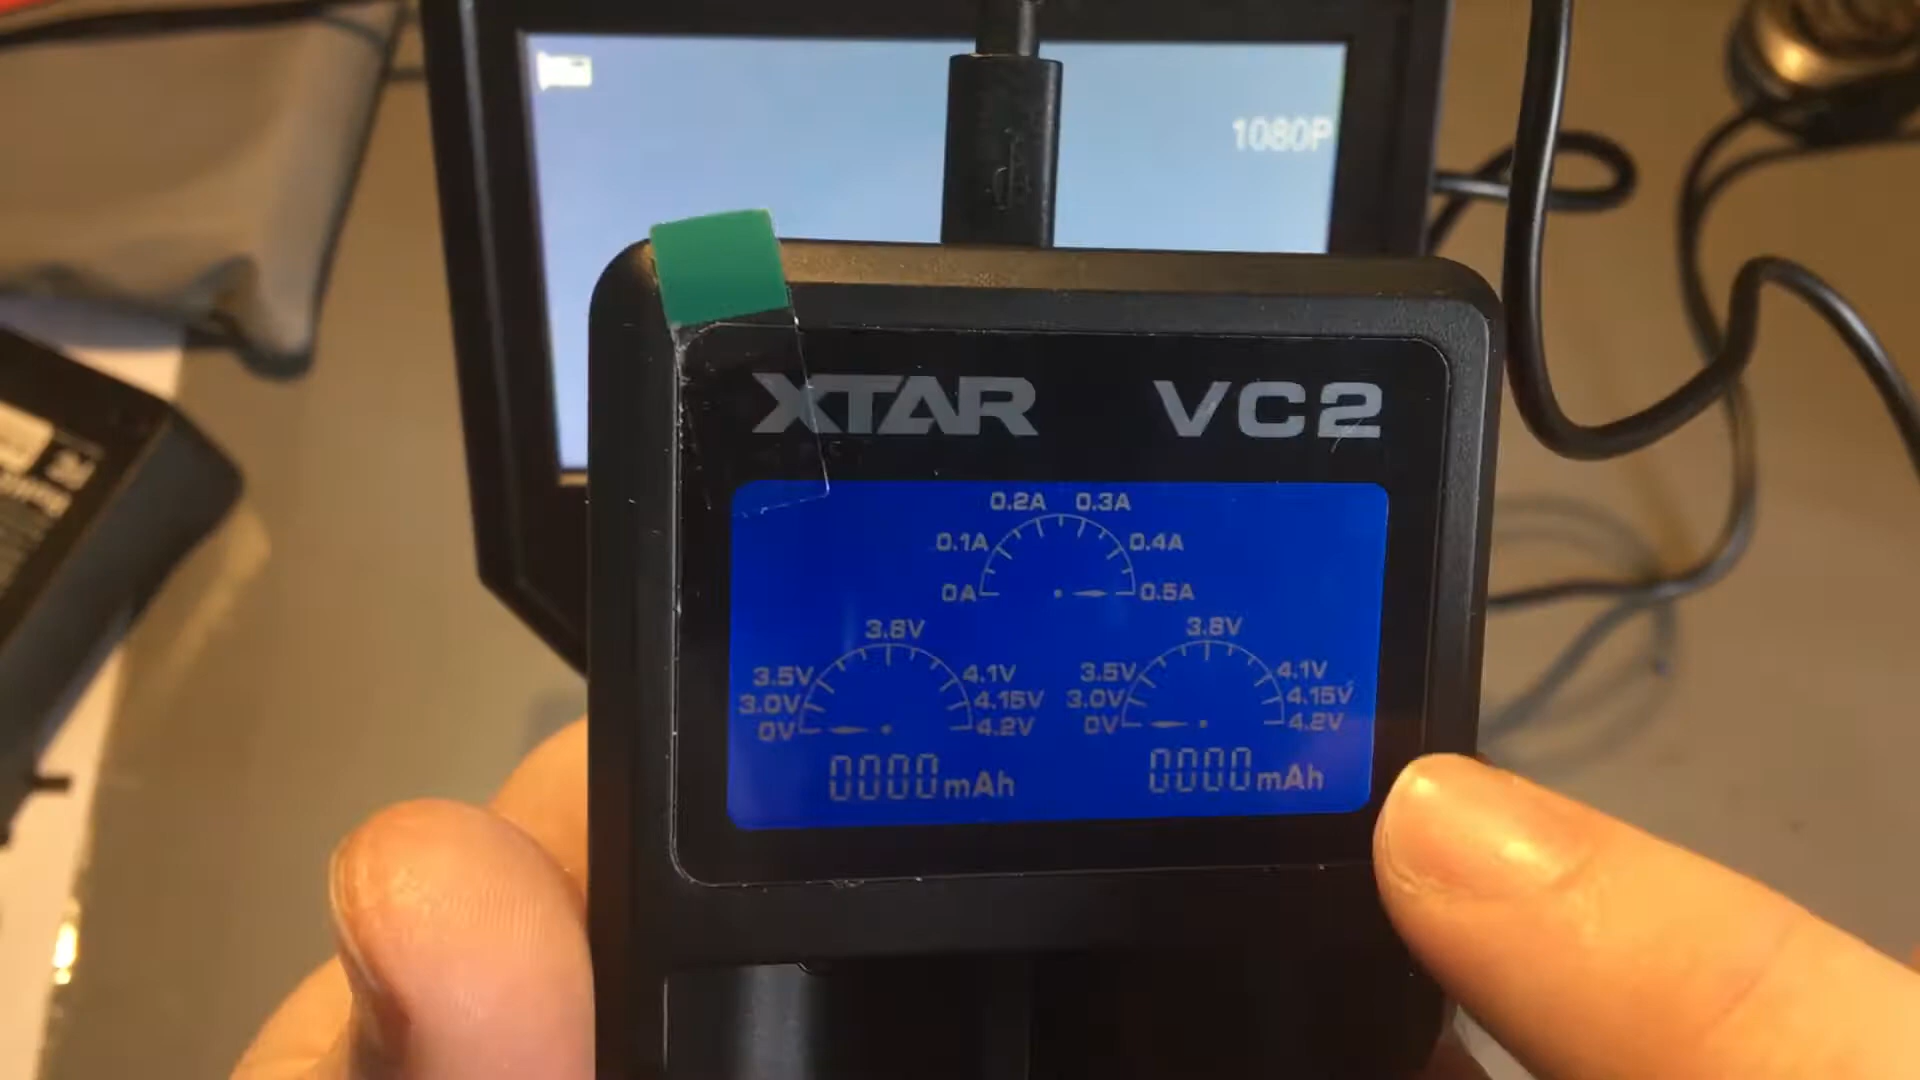 1080P
XTAR VC2
0.2A 0.3A
0.1A 0.4A
0A 0.5A
3.8V 3.8V
3.5V 4.1V 3.5V 4.1V
3.0V 4.15V 3.0V 4.15V
0V 4.2V 0V 4.2V
0000mAh 0000mAh